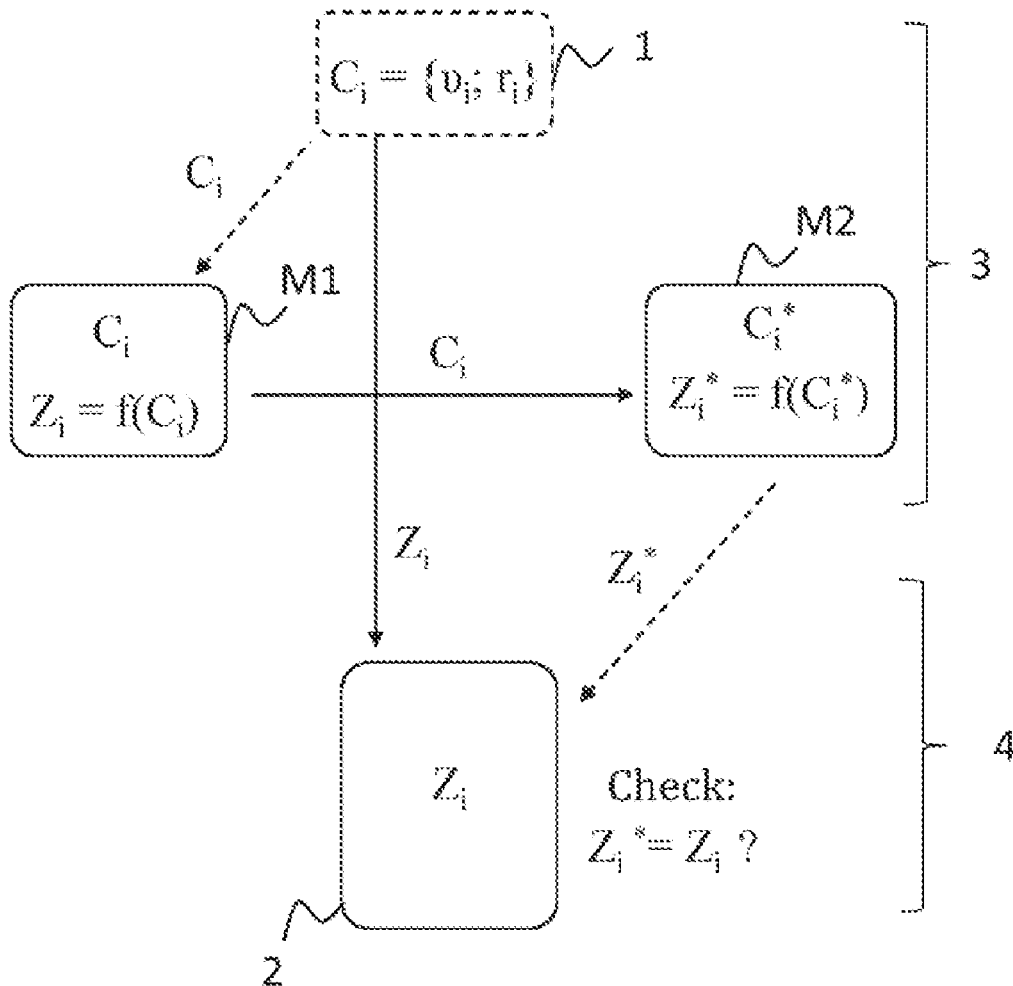 1
Cᵢ = {υᵢ; rᵢ}
Cᵢ
M2
3
M1
Cᵢ
Zᵢ = f(Cᵢ)
Cᵢ
Cᵢ*
Zᵢ* = f(Cᵢ*)
Zᵢ
Zᵢ*
4
Zᵢ
Check:
Zᵢ*= Zᵢ ?
2